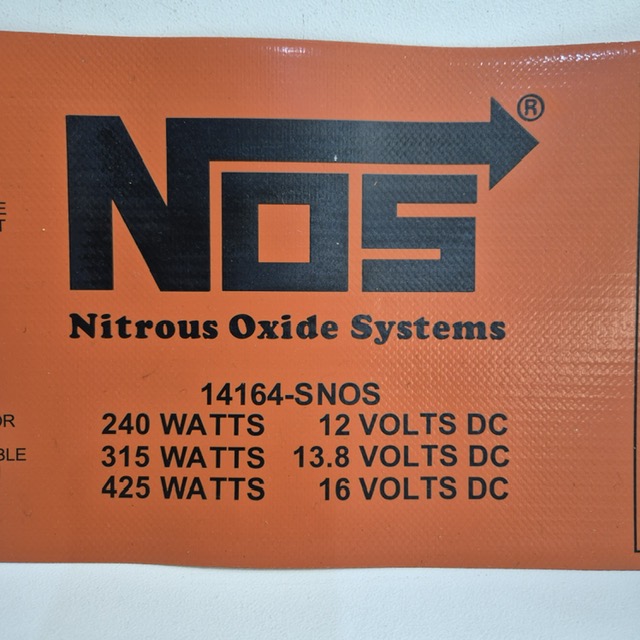 NOS®
Nitrous Oxide Systems
14164-SNOS
240 WATTS 12 VOLTS DC
315 WATTS 13.8 VOLTS DC
425 WATTS 16 VOLTS DC